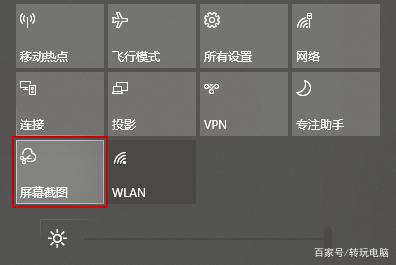 移动热点
飞行模式
所有设置
网络
连接
投影
VPN
专注助手
屏幕截图
WLAN
百家号/转玩电脑